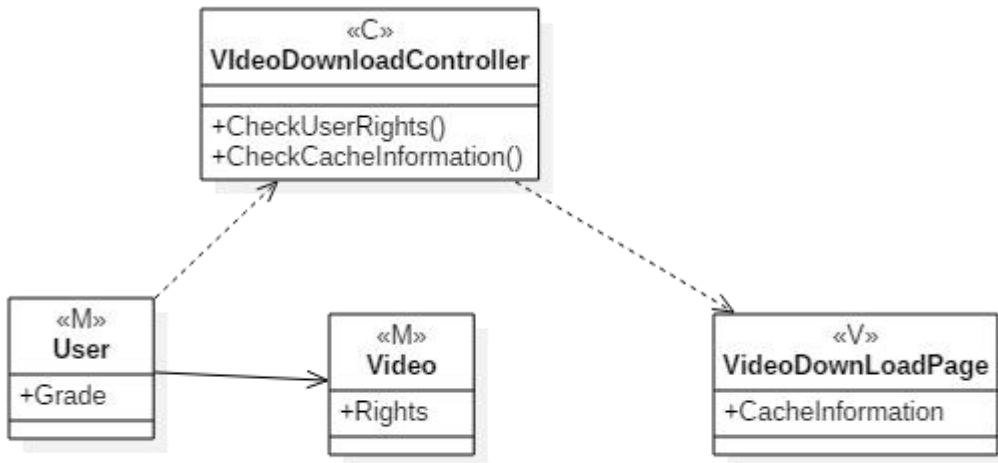 «C»
VIdeoDownloadController
+CheckUserRights()
+CheckCacheInformation()
«M»
User
+Grade
«M»
Video
+Rights
«V»
VideoDownLoadPage
+CacheInformation